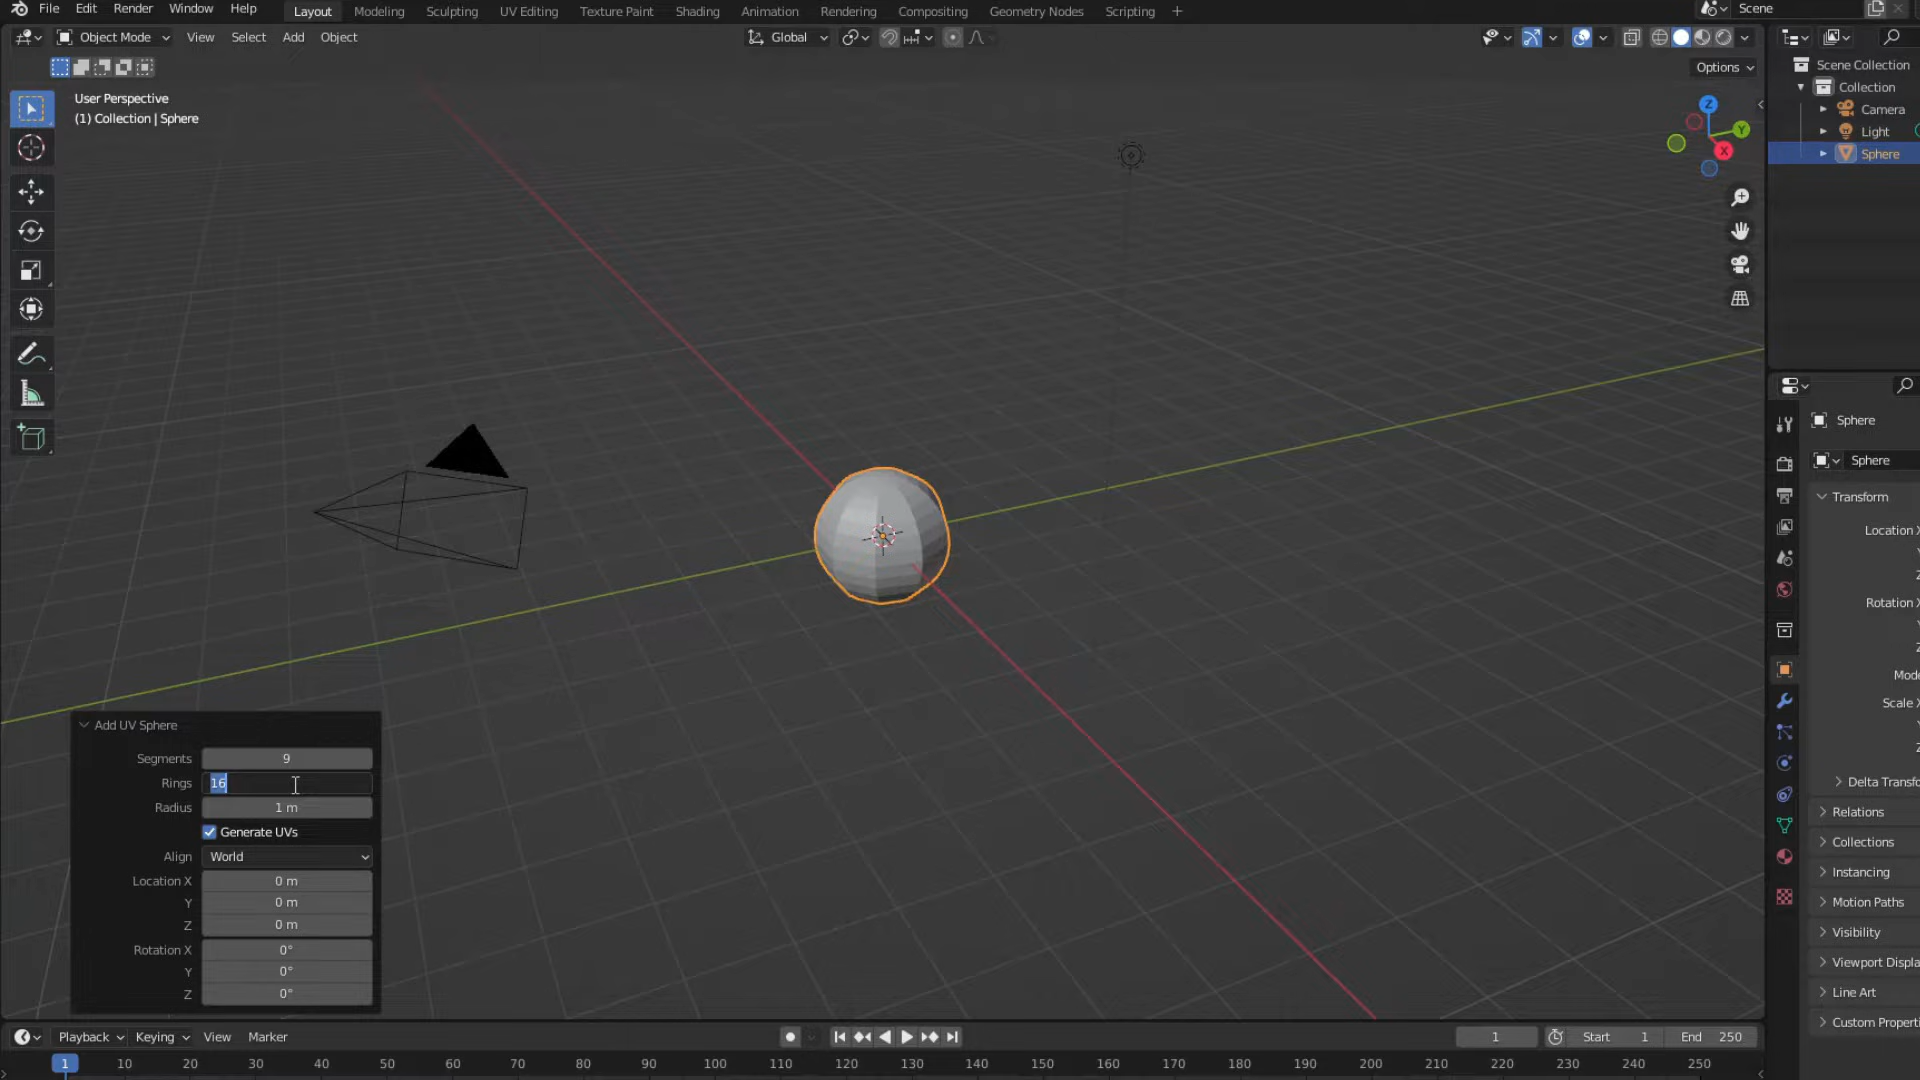 File Edit Render Window Help Layout Modeling Sculpting UV Editing Texture Paint Shading Animation Rendering Compositing Geometry Nodes Scripting + Scene
Object Mode View Select Add Object Global
Options
User Perspective
(1) Collection | Sphere
Z
Y
X
Scene Collection
Collection
Camera
Light
Sphere
Sphere
Sphere
Transform
Location X
Rotation X
Mode
Scale X
Delta Transfo
Relations
Collections
Instancing
Motion Paths
Visibility
Viewport Displa
Line Art
Custom Properti
Add UV Sphere
Segments 9
Rings 16
Radius 1 m
Generate UVs
Align World
Location X 0 m
Y 0 m
Z 0 m
Rotation X 0°
Y 0°
Z 0°
Playback Keying View Marker 1 Start 1 End 250
1 10 20 30 40 50 60 70 80 90 100 110 120 130 140 150 160 170 180 190 200 210 220 230 240 250